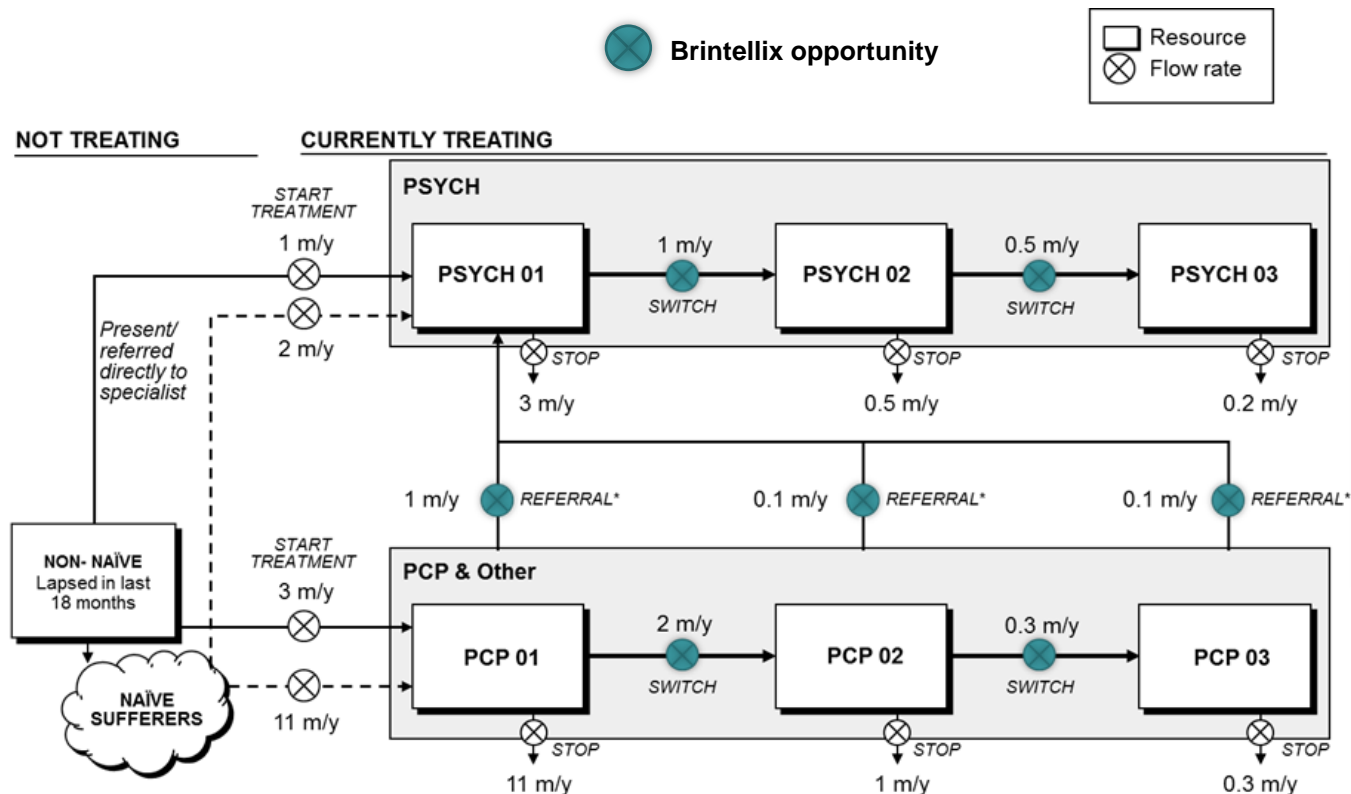 Brintellix opportunity
Resource
Flow rate
NOT TREATING
CURRENTLY TREATING
START
TREATMENT
1 m/y
2 m/y
Present/
referred
directly to
specialist
PSYCH
PSYCH 01
1 m/y
SWITCH
PSYCH 02
0.5 m/y
SWITCH
PSYCH 03
STOP
3 m/y
STOP
0.5 m/y
STOP
0.2 m/y
1 m/y
REFERRAL*
0.1 m/y
REFERRAL*
0.1 m/y
REFERRAL*
NON- NAÏVE
Lapsed in last
18 months
NAÏVE
SUFFERERS
START
TREATMENT
3 m/y
11 m/y
PCP & Other
PCP 01
2 m/y
SWITCH
PCP 02
0.3 m/y
SWITCH
PCP 03
STOP
11 m/y
STOP
1 m/y
STOP
0.3 m/y